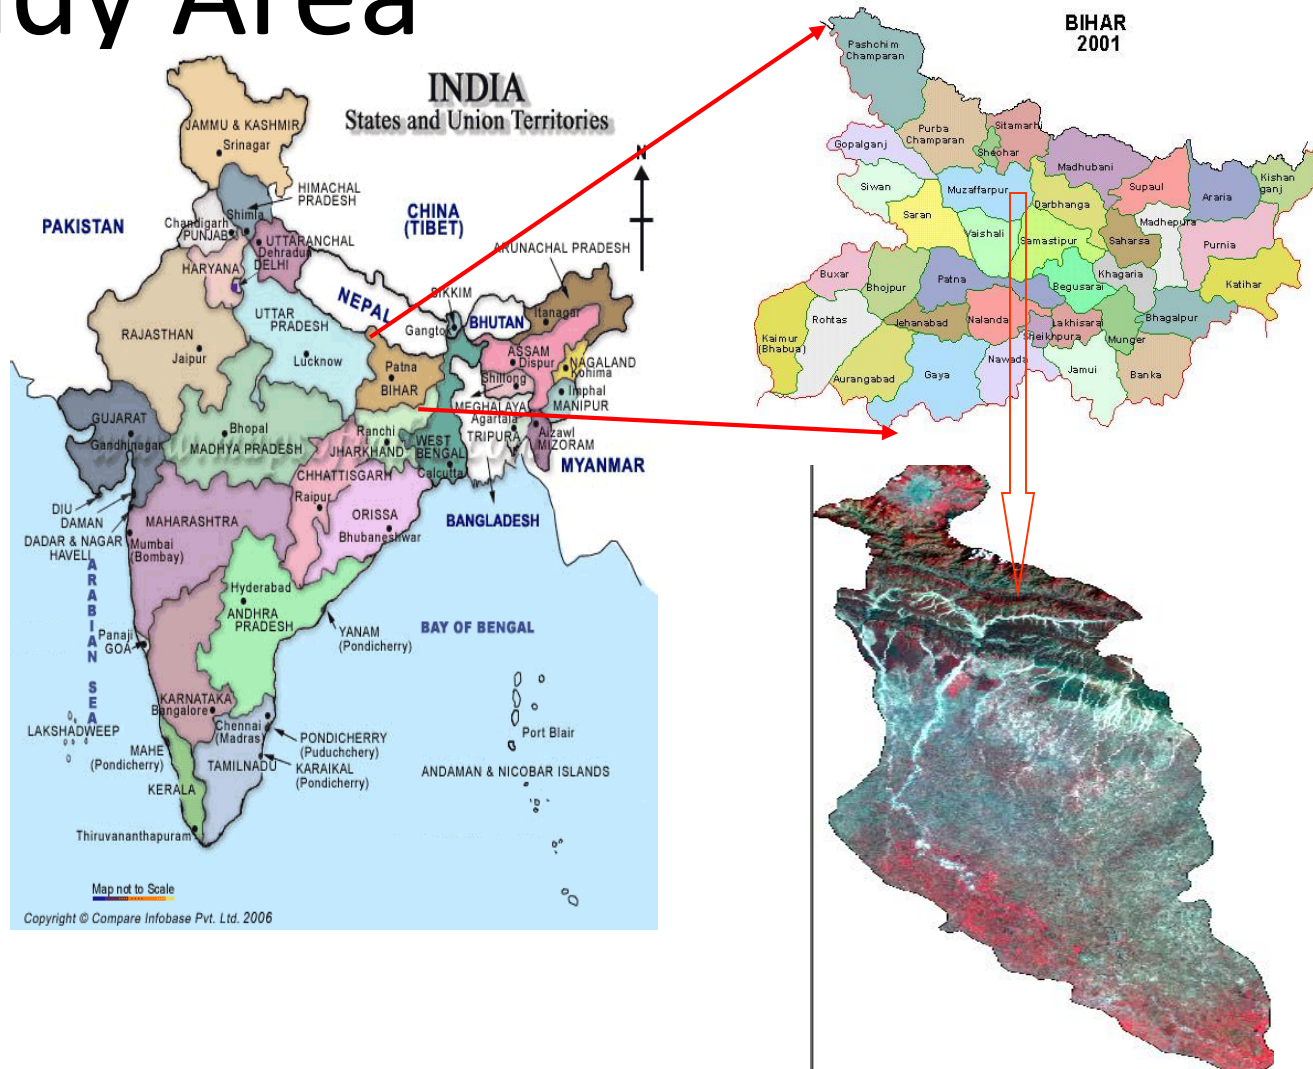 dy Area
INDIA
States and Union Territories
N
JAMMU & KASHMIR
Srinagar
HIMACHAL
PRADESH
PAKISTAN
CHINA
(TIBET)
Chandigarh
Shimla
PUNJAB
UTTARANCHAL
Dehradun
DELHI
HARYANA
ARUNACHAL PRADESH
NEPAL
SIKKIM
Gangto
BHUTAN
Itanagar
RAJASTHAN
Jaipur
UTTAR
PRADESH
Lucknow
Patna
BIHAR
ASSAM
Dispur
NAGALAND
Kohima
Shillong
Imphal
MANIPUR
MEGHALAYA
Agartala
TRIPURA
Aizawl
MIZORAM
MYANMAR
GUJARAT
Gandhinagar
Bhopal
MADHYA PRADESH
Ranchi
JHARKHAND
WEST
BENGAL
Calcutta
CHHATTISGARH
Raipur
BANGLADESH
DIU
DAMAN
DADAR & NAGAR
HAVELI
MAHARASHTRA
Mumbai
(Bombay)
ORISSA
Bhubaneshwar
ARABIAN SEA
Hyderabad
ANDHRA
PRADESH
YANAM
(Pondicherry)
BAY OF BENGAL
Panaji
GOA
KARNATAKA
Bangalore
Chennai
(Madras)
PONDICHERRY
(Puduchery)
KARAIKAL
(Pondicherry)
LAKSHADWEEP
MAHE
(Pondicherry)
TAMILNADU
KERALA
Thiruvananthapuram
Port Blair
ANDAMAN & NICOBAR ISLANDS
Map not to Scale
Copyright © Compare Infobase Pvt. Ltd. 2006
BIHAR
2001
Pashchim
Champaran
Purba
Champaran
Sitamarhi
Sheohar
Gopalganj
Madhubani
Siwan
Muzaffarpur
Darbhanga
Supaul
Araria
Kishan
ganj
Saran
Vaishali
Samastipur
Saharsa
Madhepura
Purnia
Buxar
Bhojpur
Patna
Begusarai
Khagaria
Katihar
Rohtas
Jehanabad
Nalanda
Lakhisarai
Sheikhpura
Munger
Bhagalpur
Kaimur
(Bhabua)
Aurangabad
Gaya
Nawada
Jamui
Banka